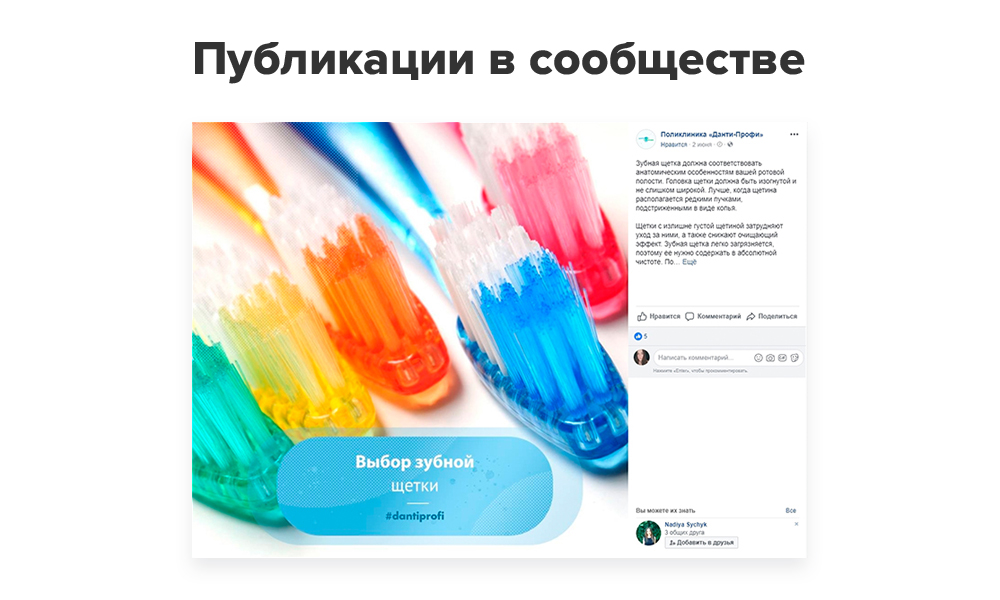 Публикации в сообществе
Поликлиника «Данти-Профи»
Нравится · 2 июня ·
Зубная щетка должна соответствовать
анатомическим особенностям вашей ротовой
полости. Головка щетки должна быть изогнутой и
не слишком широкой. Лучше, когда щетина
располагается редкими пучками,
подстриженными в виде копья.
Щетки с излишне густой щетиной затрудняют
уход за ними, а также снижают очищающий
эффект. Зубная щетка легко загрязняется,
поэтому ее нужно содержать в абсолютной
чистоте. По... Ещё
Нравится Комментарий Поделиться
5
Написать комментарий...
Нажмите «Enter», чтобы прокомментировать.
Выбор зубной
щетки
#dantiprofi
Вы можете их знать Все
Nadiya Sychyk
3 общих друга
Добавить в друзья